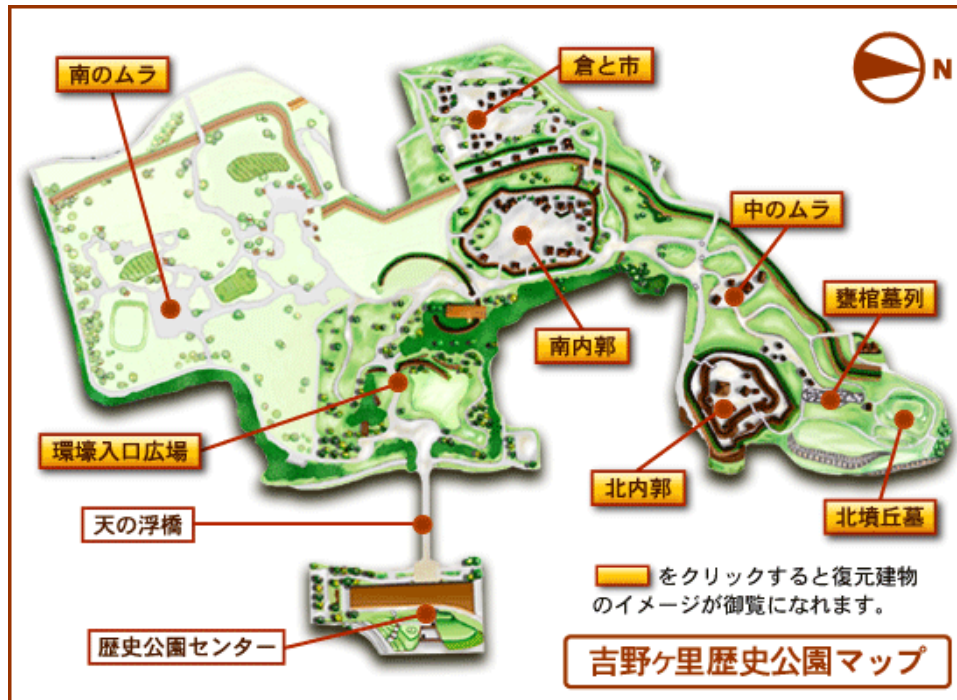 南のムラ
倉と市
N
中のムラ
甕棺墓列
南内郭
環壕入口広場
北内郭
北墳丘墓
天の浮橋
歴史公園センター
をクリックすると復元建物
のイメージが御覧になれます。
吉野ヶ里歴史公園マップ